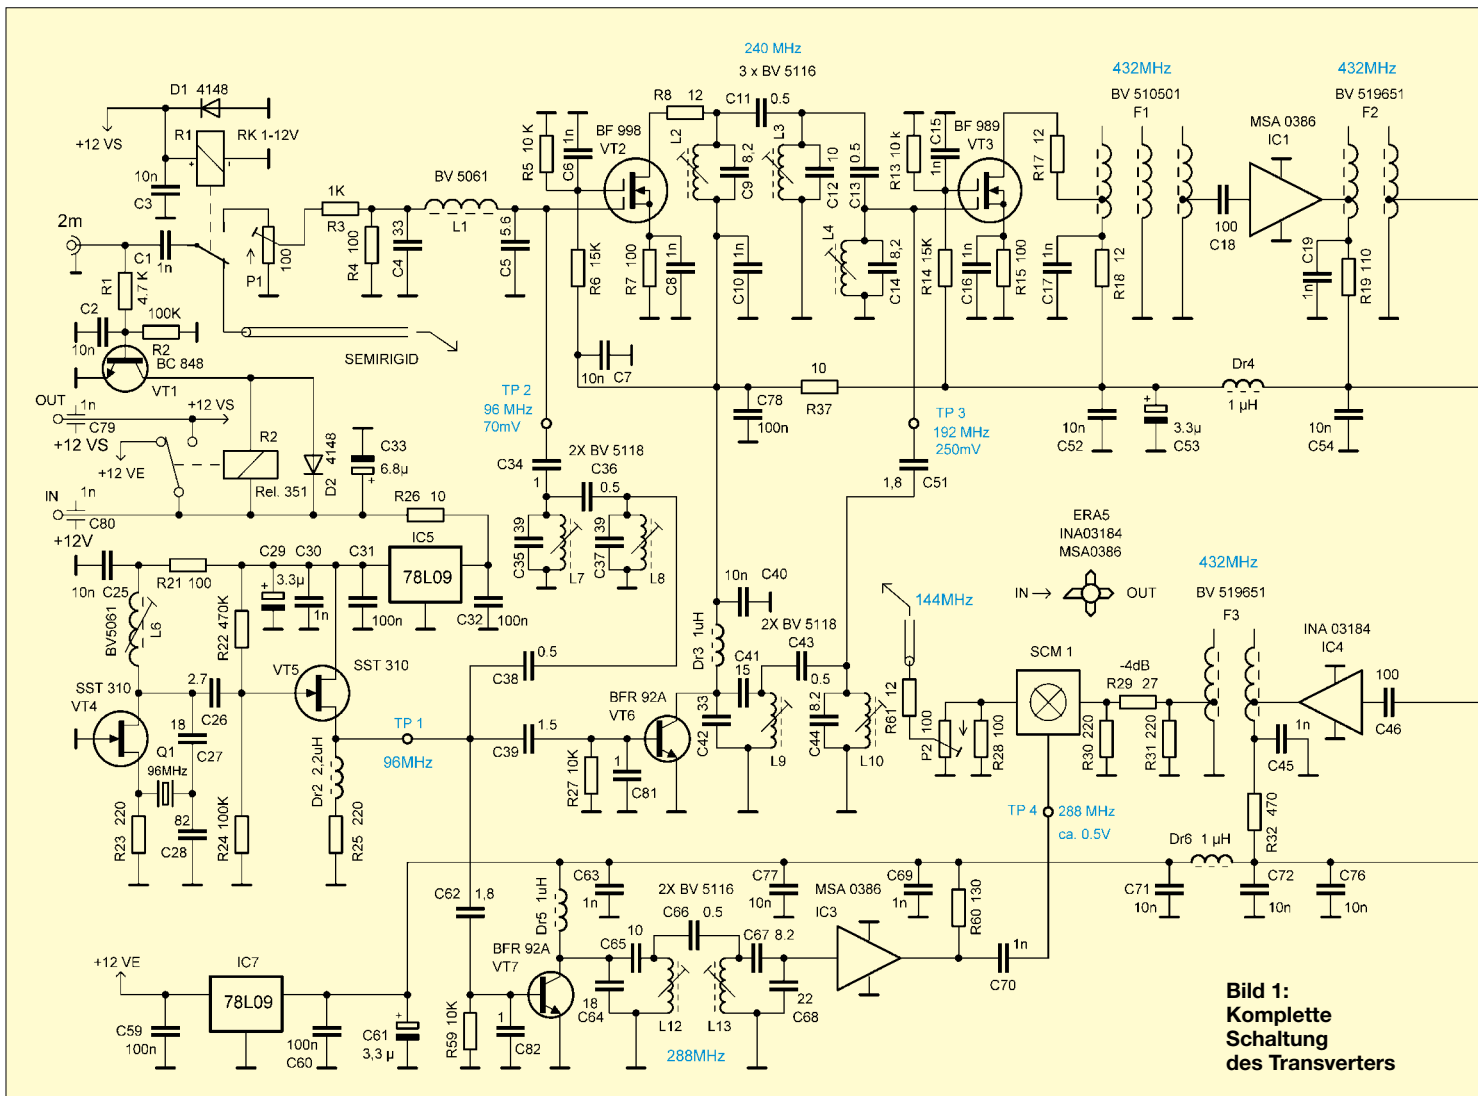 240 MHz
3 x BV 5116
432MHz
BV 510501
F1
432MHz
BV 519651
F2
D1 4148
+12 VS
R1
RK 1-12V
10n
C3
2m
C1
1n
1K
R3
P1
100
R4 100
33
C4
BV 5061
L1
5.6
C5
R5 10 K
1n
C6
BF 998
VT2
R8 12
C11 0.5
L2
8,2
C9
L3
10
C12
0.5
C13
R13 10 k
C15
1n
BF 989
VT3
R17 12
MSA 0386
IC1
100
C18
C19
1n
R19 110
R6 15K
R7 100
1n
C8
1n
C10
L4
8,2
C14
R14 15K
1n
C16
R15 100
1n
C17
R18 12
R1
4.7 K
C2
10n
100K
R2
BC 848
VT1
SEMIRIGID
10n C7
OUT
1n
C79
+12 VS
+12 VS
+12 VE
R2
Rel. 351
D2 4148
C33
6.8µ
IN
1n
C80
+12V
R26 10
TP 2
96 MHz
70mV
C78
100n
10
R37
TP 3
192 MHz
250mV
10n
C52
3.3µ
C53
Dr4
1 µH
10n
C54
C34
1
2X BV 5118
C36
0.5
39
C35
L7
39
C37
L8
1,8
C51
ERA5
INA03184
MSA0386
IN
OUT
10n
C25
R21 100
C29
3.3µ
C30
1n
C31
100n
IC5
78L09
C32
100n
BV5061
L6
R22 470K
SST 310
VT4
2.7
C26
VT5
SST 310
18
C27
Q1
96MHz
R23 220
82
C28
R24 100K
Dr2 2,2uH
R25 220
TP 1
96MHz
0.5
C38
1.5
C39
10n C40
Dr3 1uH
C41
15
2X BV 5118
C43
0.5
BFR 92A
VT6
R27 10K
1
C81
33
C42
L9
8.2
C44
L10
144MHz
R61 12
P2 100
R28 100
SCM 1
-4dB
R29 27
R30 220
R31 220
432MHz
BV 519651
F3
INA 03184
IC4
100
C46
1n
C45
R32 470
TP 4
288 MHz
ca. 0.5V
Dr6 1 µH
C71
10n
C72
10n
C76
10n
C62
1,8
Dr5 1uH
C63
1n
2X BV 5116
C66
0.5
C77
10n
MSA 0386
IC3
C69
1n
R60 130
BFR 92A
VT7
C65
10
C67 8.2
1n
C70
R59 10K
1
C82
18
C64
L12
L13
22
C68
288MHz
+12 VE
C59
100n
IC7
78L09
100n
C60
C61
3,3 µ
Bild 1:
Komplette
Schaltung
des Transverters